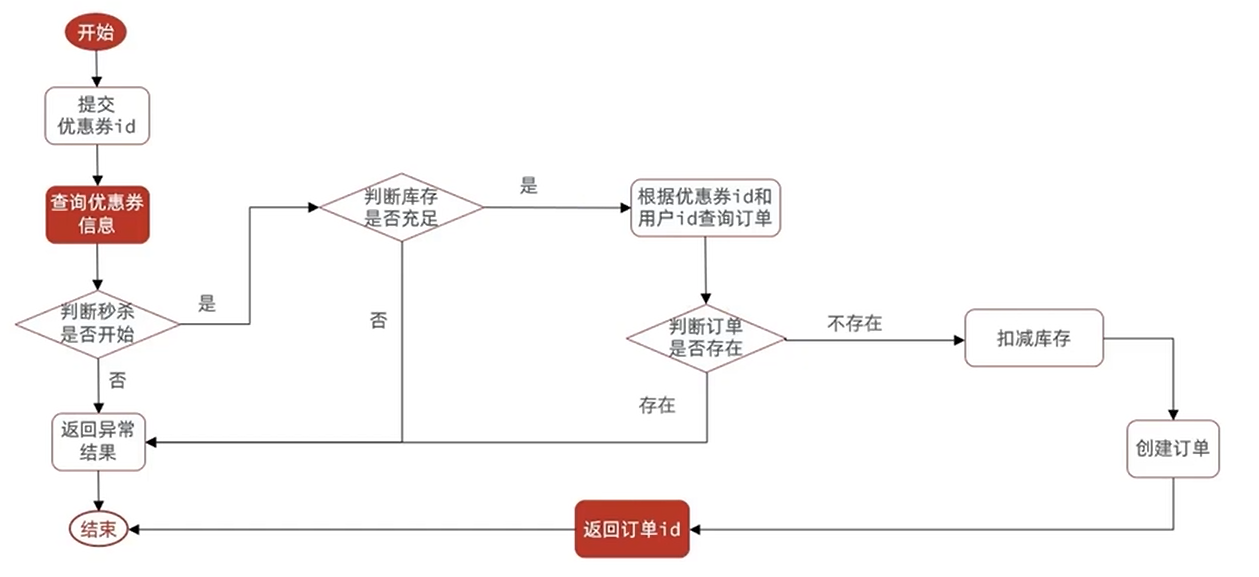 开始
提交
优惠券id
查询优惠券
信息
判断秒杀
是否开始
是
否
判断库存
是否充足
是
否
根据优惠券id和
用户id查询订单
判断订单
是否存在
不存在
存在
扣减库存
创建订单
返回异常
结果
返回订单id
结束